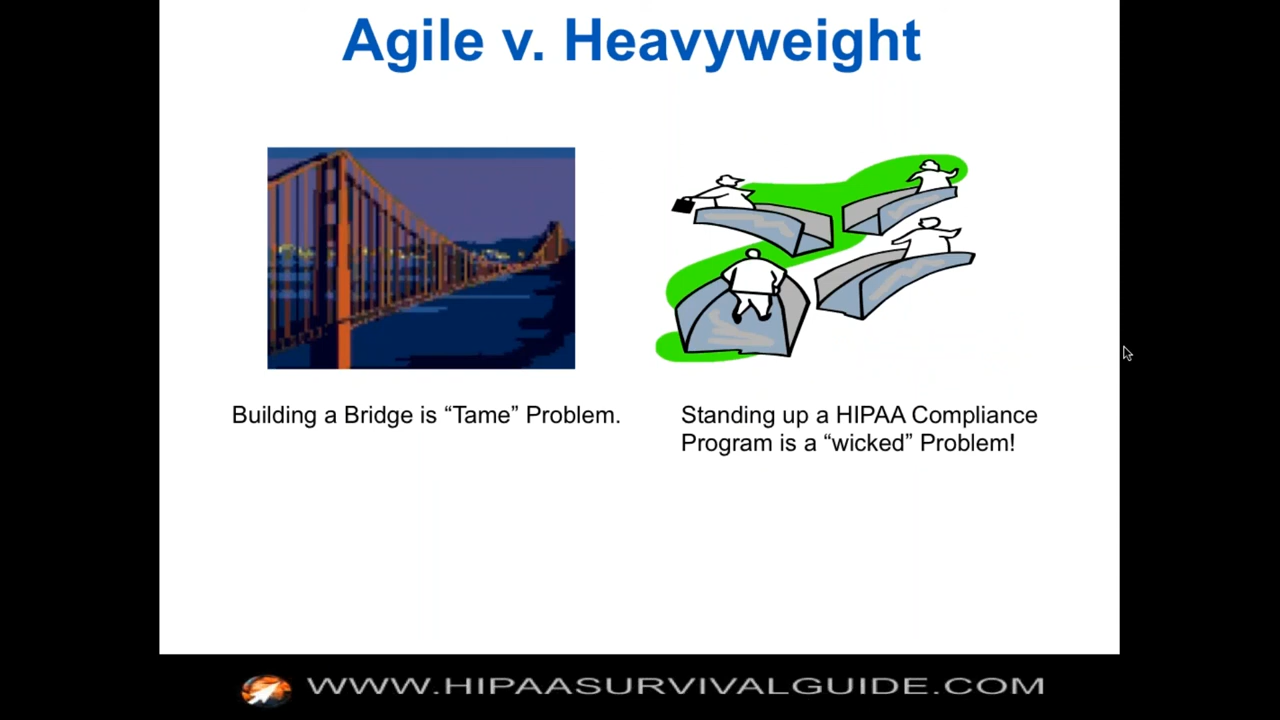 Agile v. Heavyweight
Building a Bridge is “Tame” Problem.
Standing up a HIPAA Compliance
Program is a “wicked” Problem!
WWW.HIPAASURVIVALGUIDE.COM